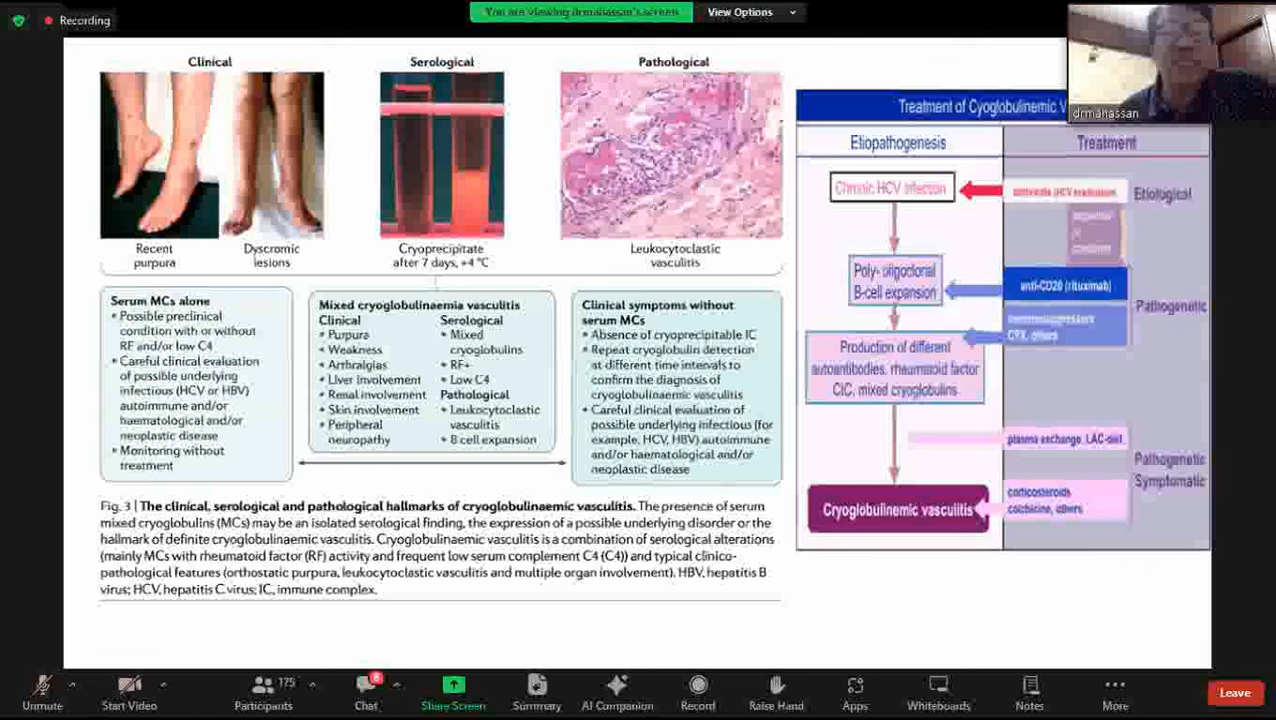 Recording
You are viewing drmahassan's screen
View Options
drmahassan
Clinical
Serological
Pathological
Recent
purpura
Dyscromic
lesions
Cryoprecipitate
after 7 days, +4 °C
Leukocytoclastic
vasculitis
Serum MCs alone
• Possible preclinical
condition with or without
RF and/or low C4
• Careful clinical evaluation
of possible underlying
infectious (HCV or HBV)
autoimmune and/or
haematological and/or
neoplastic disease
• Monitoring without
treatment
Mixed cryoglobulinaemia vasculitis
Clinical
• Purpura
• Weakness
• Arthralgias
• Liver involvement
• Renal involvement
• Skin involvement
• Peripheral
neuropathy
Serological
• Mixed
cryoglobulins
• RF+
• Low C4
Pathological
• Leukocytoclastic
vasculitis
• B cell expansion
Clinical symptoms without
serum MCs
• Absence of cryoprecipitable IC
• Repeat cryoglobulin detection
at different time intervals to
confirm the diagnosis of
cryoglobulinaemic vasculitis
• Careful clinical evaluation of
possible underlying infectious (for
example, HCV, HBV) autoimmune
and/or haematological and/or
neoplastic disease
Fig. 3 | The clinical, serological and pathological hallmarks of cryoglobulinaemic vasculitis. The presence of serum
mixed cryoglobulins (MCs) may be an isolated serological finding, the expression of a possible underlying disorder or the
hallmark of definite cryoglobulinaemic vasculitis. Cryoglobulinaemic vasculitis is a combination of serological alterations
(mainly MCs with rheumatoid factor (RF) activity and frequent low serum complement C4 (C4)) and typical clinico-
pathological features (orthostatic purpura, leukocytoclastic vasculitis and multiple organ involvement). HBV, hepatitis B
virus; HCV, hepatitis C virus; IC, immune complex.
Treatment of Cyoglobulinemic V
Etiopathogenesis
Treatment
Chronic HCV infection
Etiological
Poly- oligoclonal
B-cell expansion
anti-CD20 (rituximab)
Pathogenetic
CPX, others
Production of different
autoantibodies, rheumatoid factor
CIC, mixed cryoglobulins
plasma exchange, LAC-diet
Pathogenetic
Symptomatic
Cryoglobulinemic vasculitis
corticosteroids
colchicine, others
Unmute
Start Video
175
Participants
6
Chat
Share Screen
Summary
AI Companion
Record
Raise Hand
Apps
Whiteboards
Notes
More
Leave